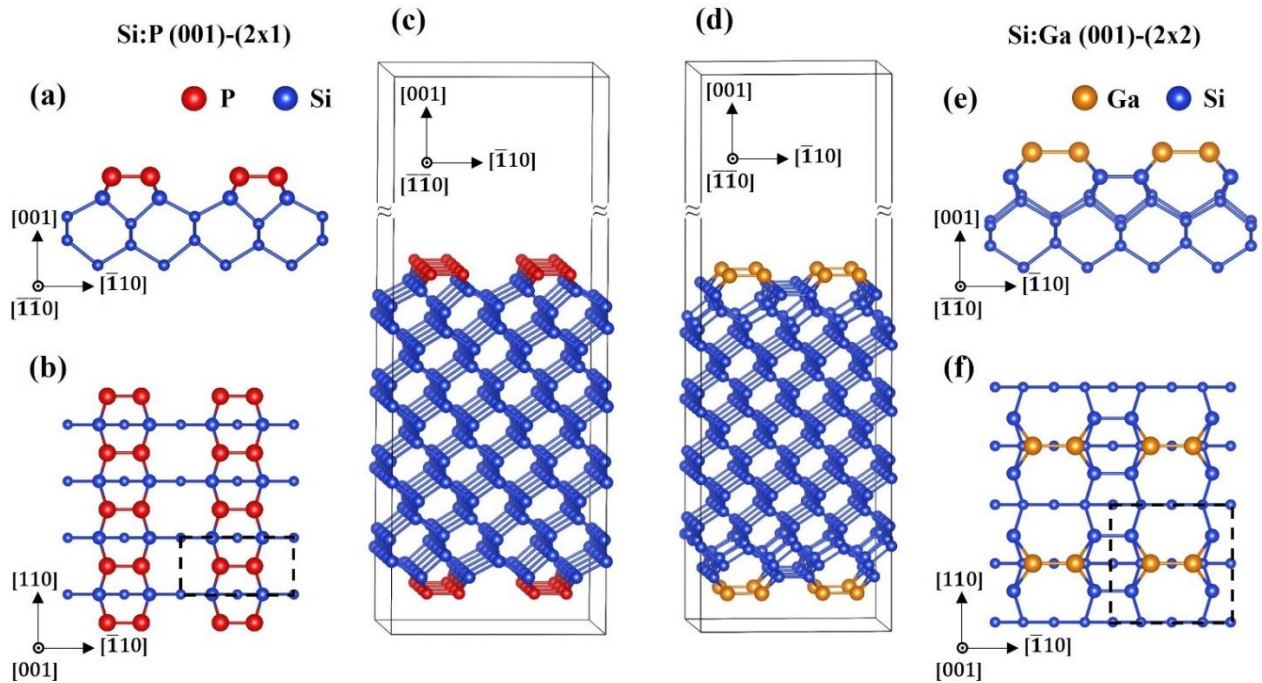 Si:P (001)-(2x1)
(c)
(d)
Si:Ga (001)-(2x2)
(a)
P
Si
[001]
[1̅10]
[1̅1̅0]
(b)
[110]
[1̅10]
[001]
[001]
[1̅10]
[1̅1̅0]
≈
≈
[001]
[1̅10]
[1̅1̅0]
≈
≈
(e)
Ga
Si
[001]
[1̅10]
[1̅1̅0]
(f)
[110]
[1̅10]
[001]